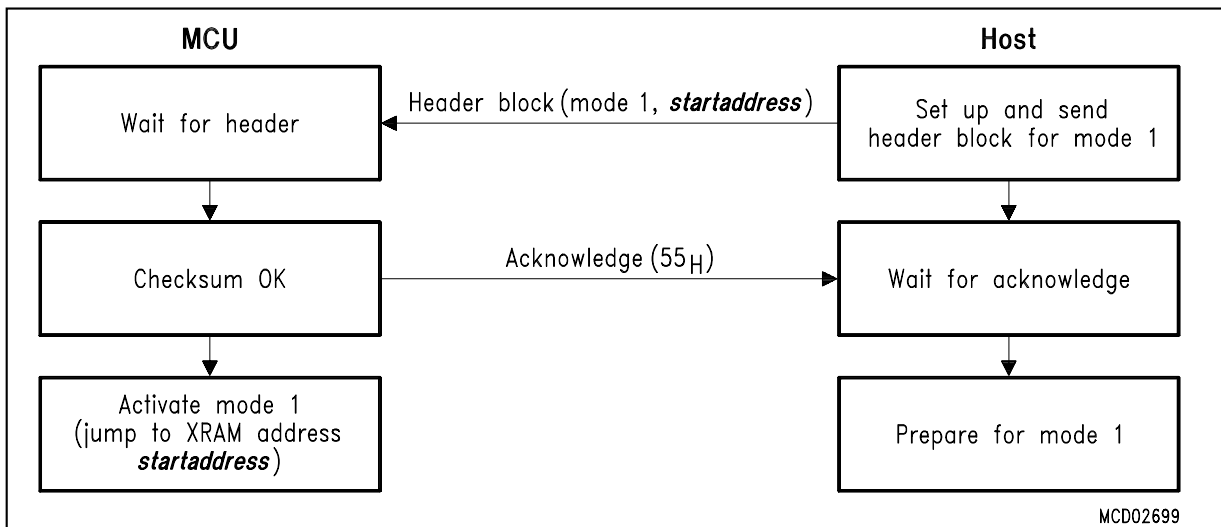 MCU
Host
Wait for header
Header block (mode 1, startaddress)
Set up and send
header block for mode 1
Checksum OK
Acknowledge (55H)
Wait for acknowledge
Activate mode 1
(jump to XRAM address
startaddress)
Prepare for mode 1
MCD02699